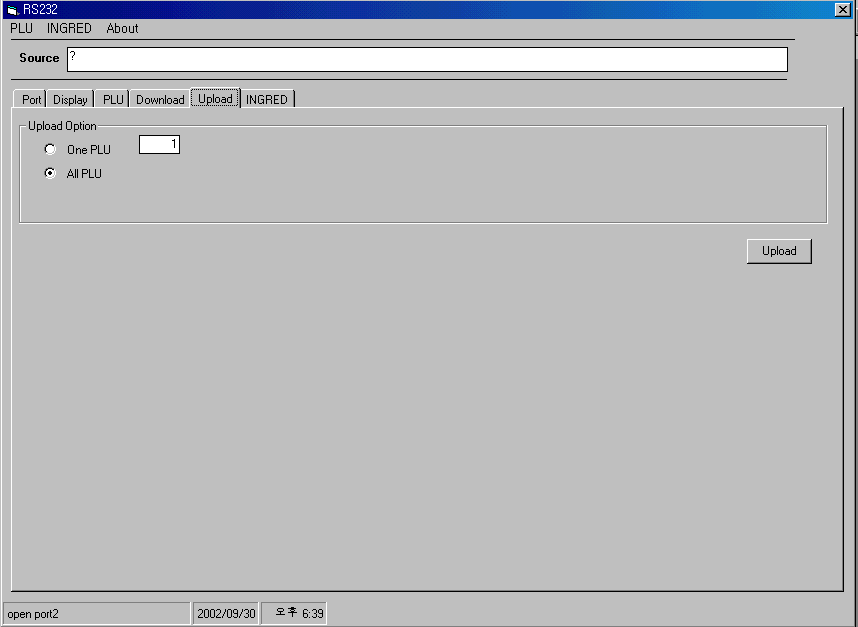 RS232
PLU INGRED About
Source ?
Port Display PLU Download Upload INGRED
Upload Option
One PLU 1
All PLU
Upload
open port2 2002/09/30 오후 6:39